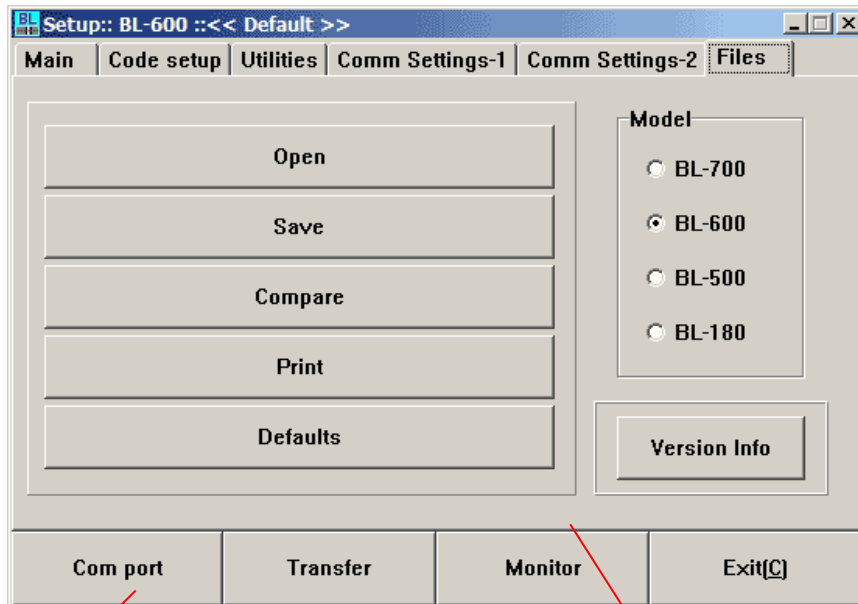 BL Setup:: BL-600 ::<< Default >>
Main Code setup Utilities Comm Settings-1 Comm Settings-2 Files
Open
Save
Compare
Print
Defaults
Model
BL-700
BL-600
BL-500
BL-180
Version Info
Com port Transfer Monitor Exit(C)